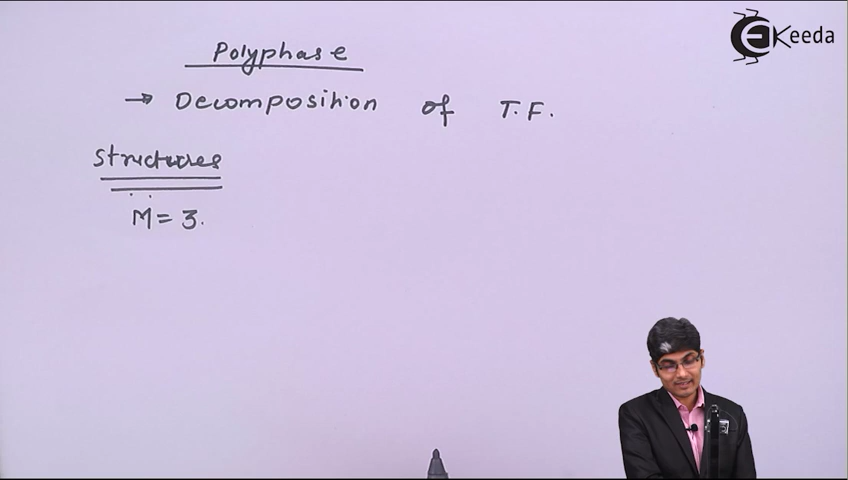 Polyphase
→ Decomposition of T.F.
Structures
M = 3.
EKeeda